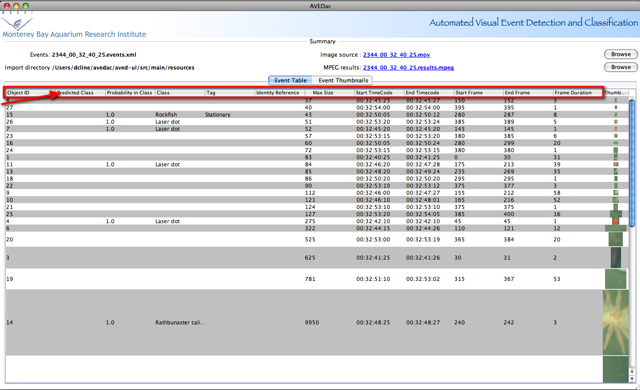 AVEDac
MBARI
Monterey Bay Aquarium Research Institute
Automated Visual Event Detection and Classification
Summary
Events: 2344_00_32_40_25.events.xml
Image source : 2344_00_32_40_25.mov
Browse
Import directory /Users/dcline/avedac/aved-ui/src/main/resources
MPEG results: 2344_00_32_40_25.results.mpeg
Browse
Event Table Event Thumbnails
Object ID Predicted Class Probability in Class Class Tag Identity Reference Max Size Start TimeCode End Timecode Start Frame End Frame Frame Duration Thumb...
37 00:32:45:25 00:32:45:27 150 152 3
27 41 00:32:54:00 00:32:54:00 395 395 1
15 1.0 Rockfish Stationary 43 00:32:50:05 00:32:50:12 280 287 8
26 1.0 Laser dot 51 00:32:53:20 00:32:53:24 385 389 5
7 1.0 Laser dot 52 00:32:45:20 00:32:45:20 145 145 1
23 57 00:32:53:15 00:32:53:20 380 385 6
16 60 00:32:50:05 00:32:50:24 280 299 20
24 72 00:32:53:15 00:32:53:15 380 380 1
1 83 00:32:40:25 00:32:41:25 0 30 31
11 1.0 Laser dot 84 00:32:46:20 00:32:47:28 175 213 39
13 85 00:32:48:20 00:32:49:24 235 269 35
18 86 00:32:50:20 00:32:50:20 295 295 1
22 90 00:32:53:10 00:32:53:12 375 377 3
9 112 00:32:46:00 00:32:47:27 155 212 58
10 121 00:32:46:10 00:32:48:01 165 216 52
21 124 00:32:53:10 00:32:53:10 375 375 1
25 127 00:32:53:20 00:32:54:05 385 400 16
4 1.0 Laser dot 275 00:32:42:10 00:32:42:10 45 45 1
6 322 00:32:44:15 00:32:44:26 110 121 12
20 525 00:32:53:00 00:32:53:19 365 384 20
3 625 00:32:41:25 00:32:41:26 30 31 2
19 781 00:32:51:10 00:32:53:02 315 367 53
14 1.0 Rathbunaster cali... 9950 00:32:48:25 00:32:48:27 240 242 3